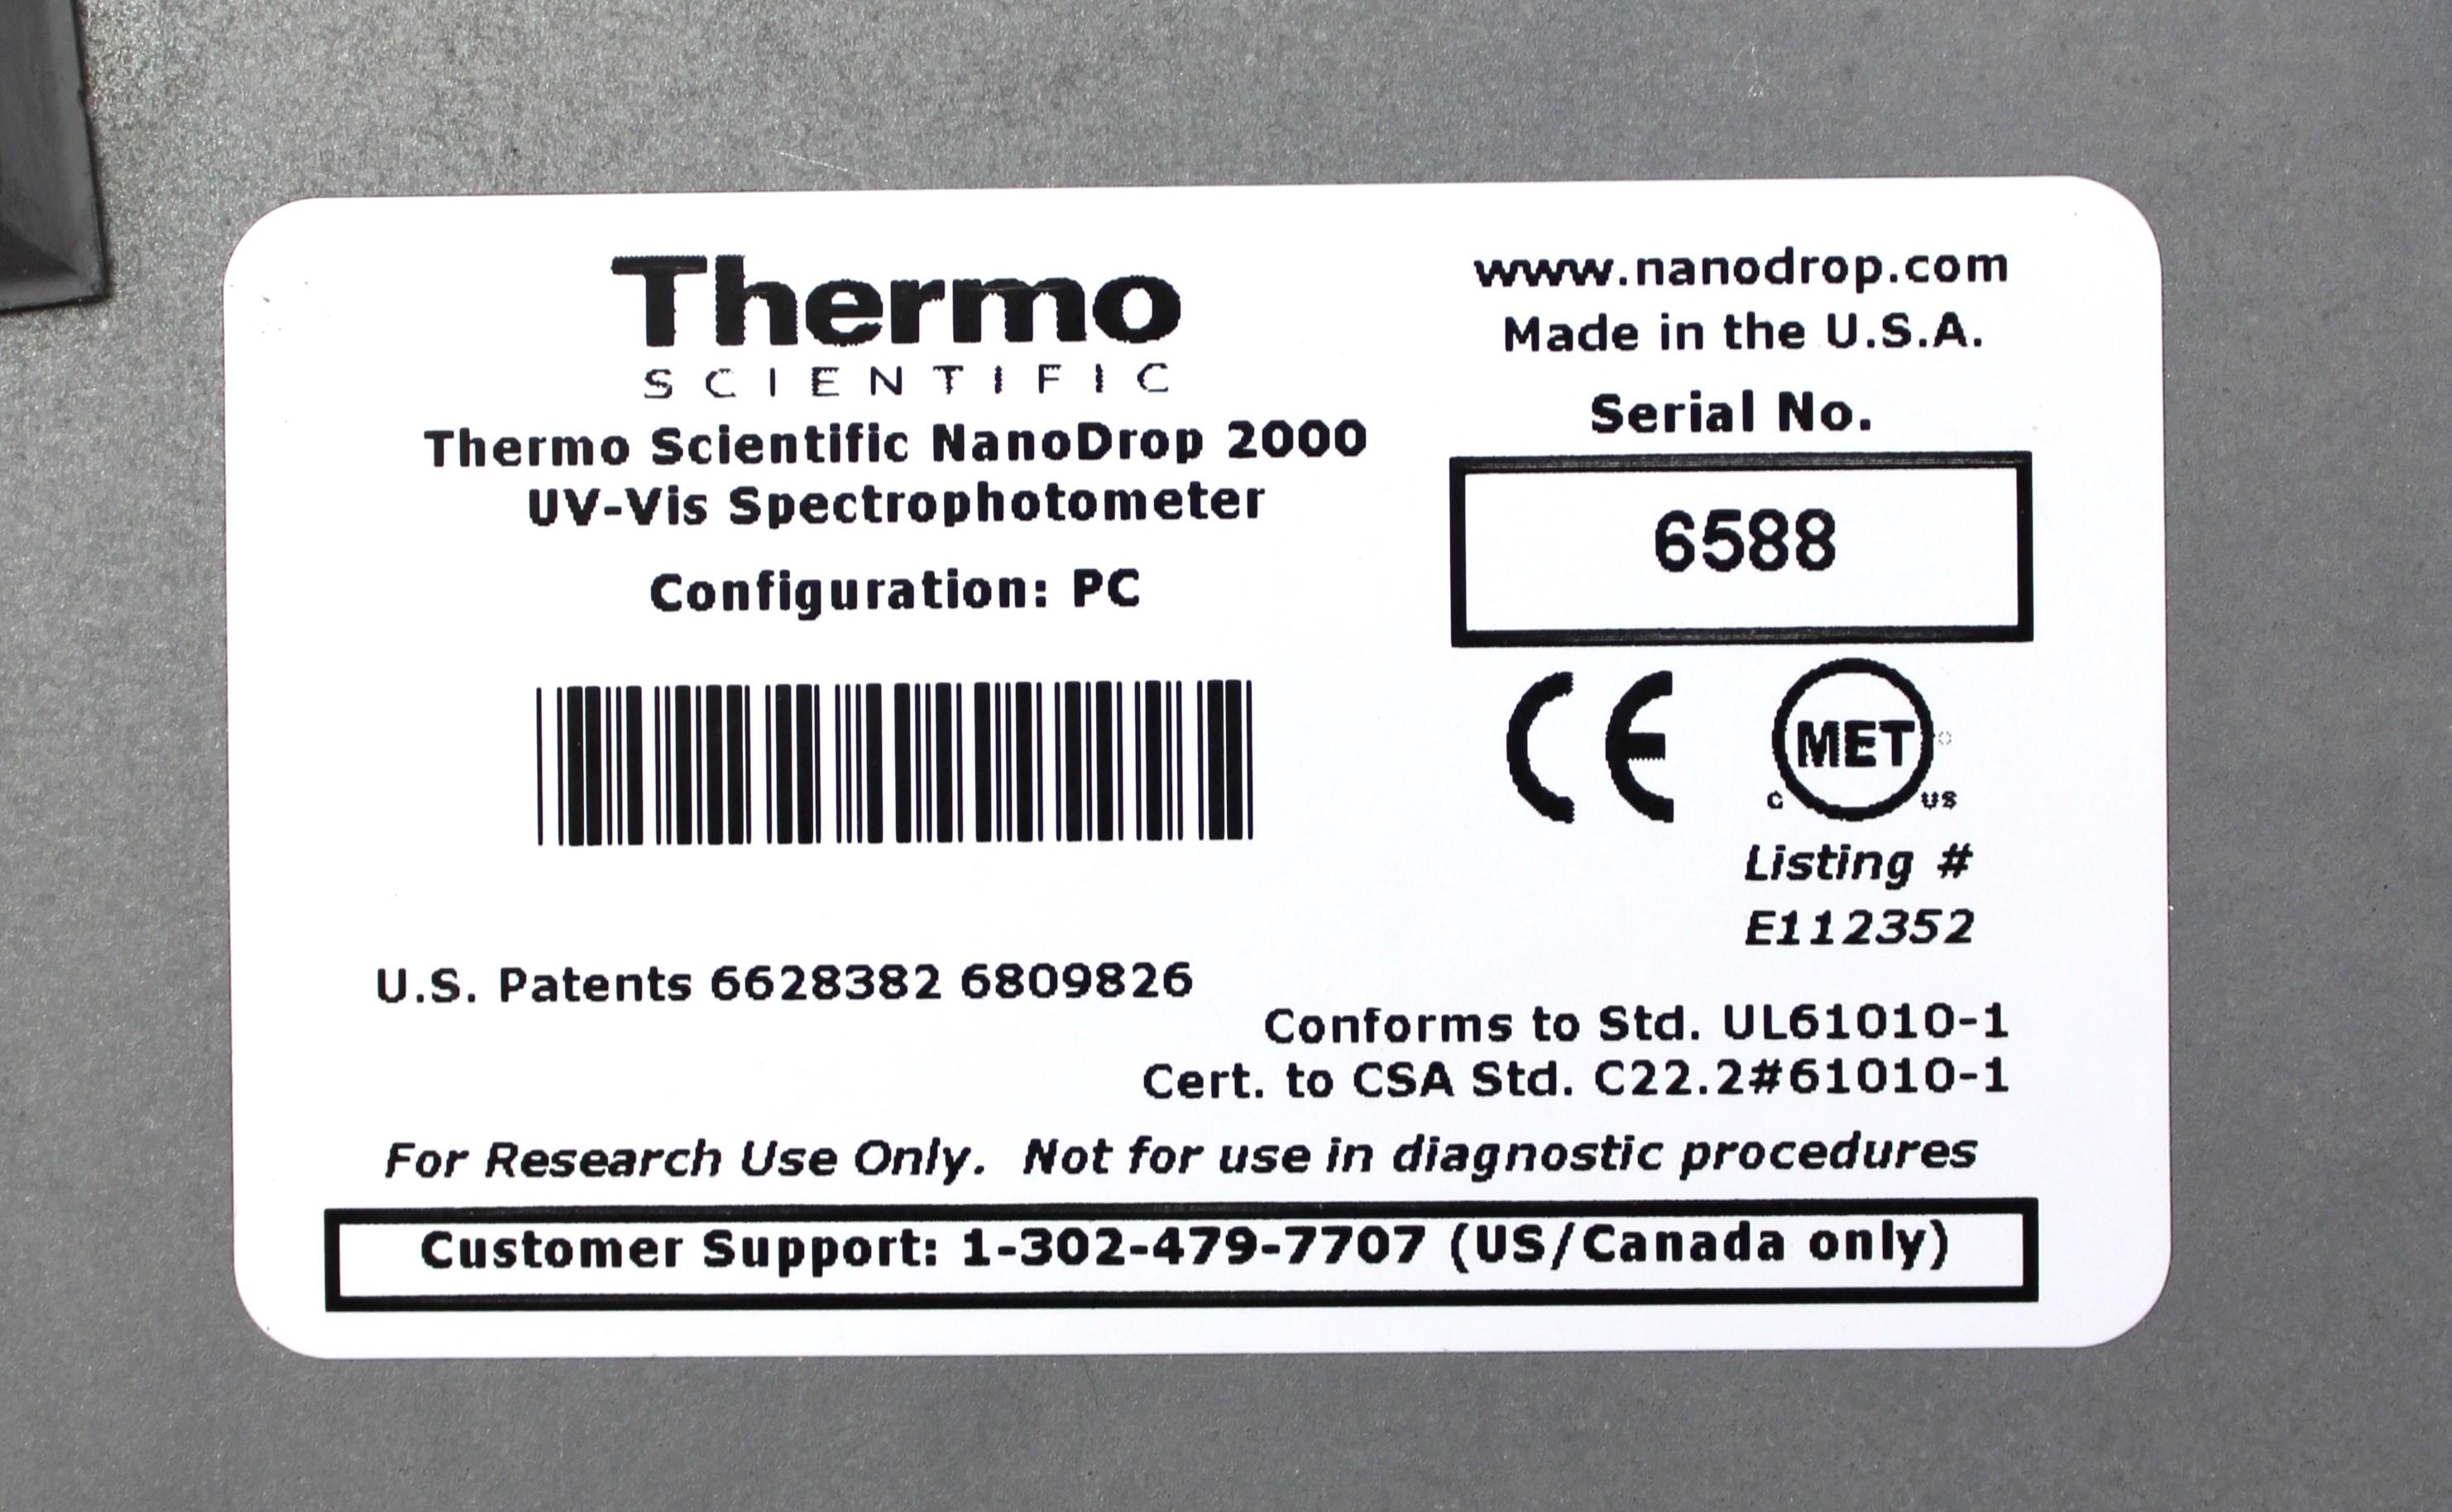 Thermo
SCIENTIFIC
Thermo Scientific NanoDrop 2000
UV-Vis Spectrophotometer
Configuration: PC
www.nanodrop.com
Made in the U.S.A.
Serial No.
6588
CE
MET
C US
Listing #
E112352
U.S. Patents 6628382 6809826
Conforms to Std. UL61010-1
Cert. to CSA Std. C22.2#61010-1
For Research Use Only. Not for use in diagnostic procedures
Customer Support: 1-302-479-7707 (US/Canada only)